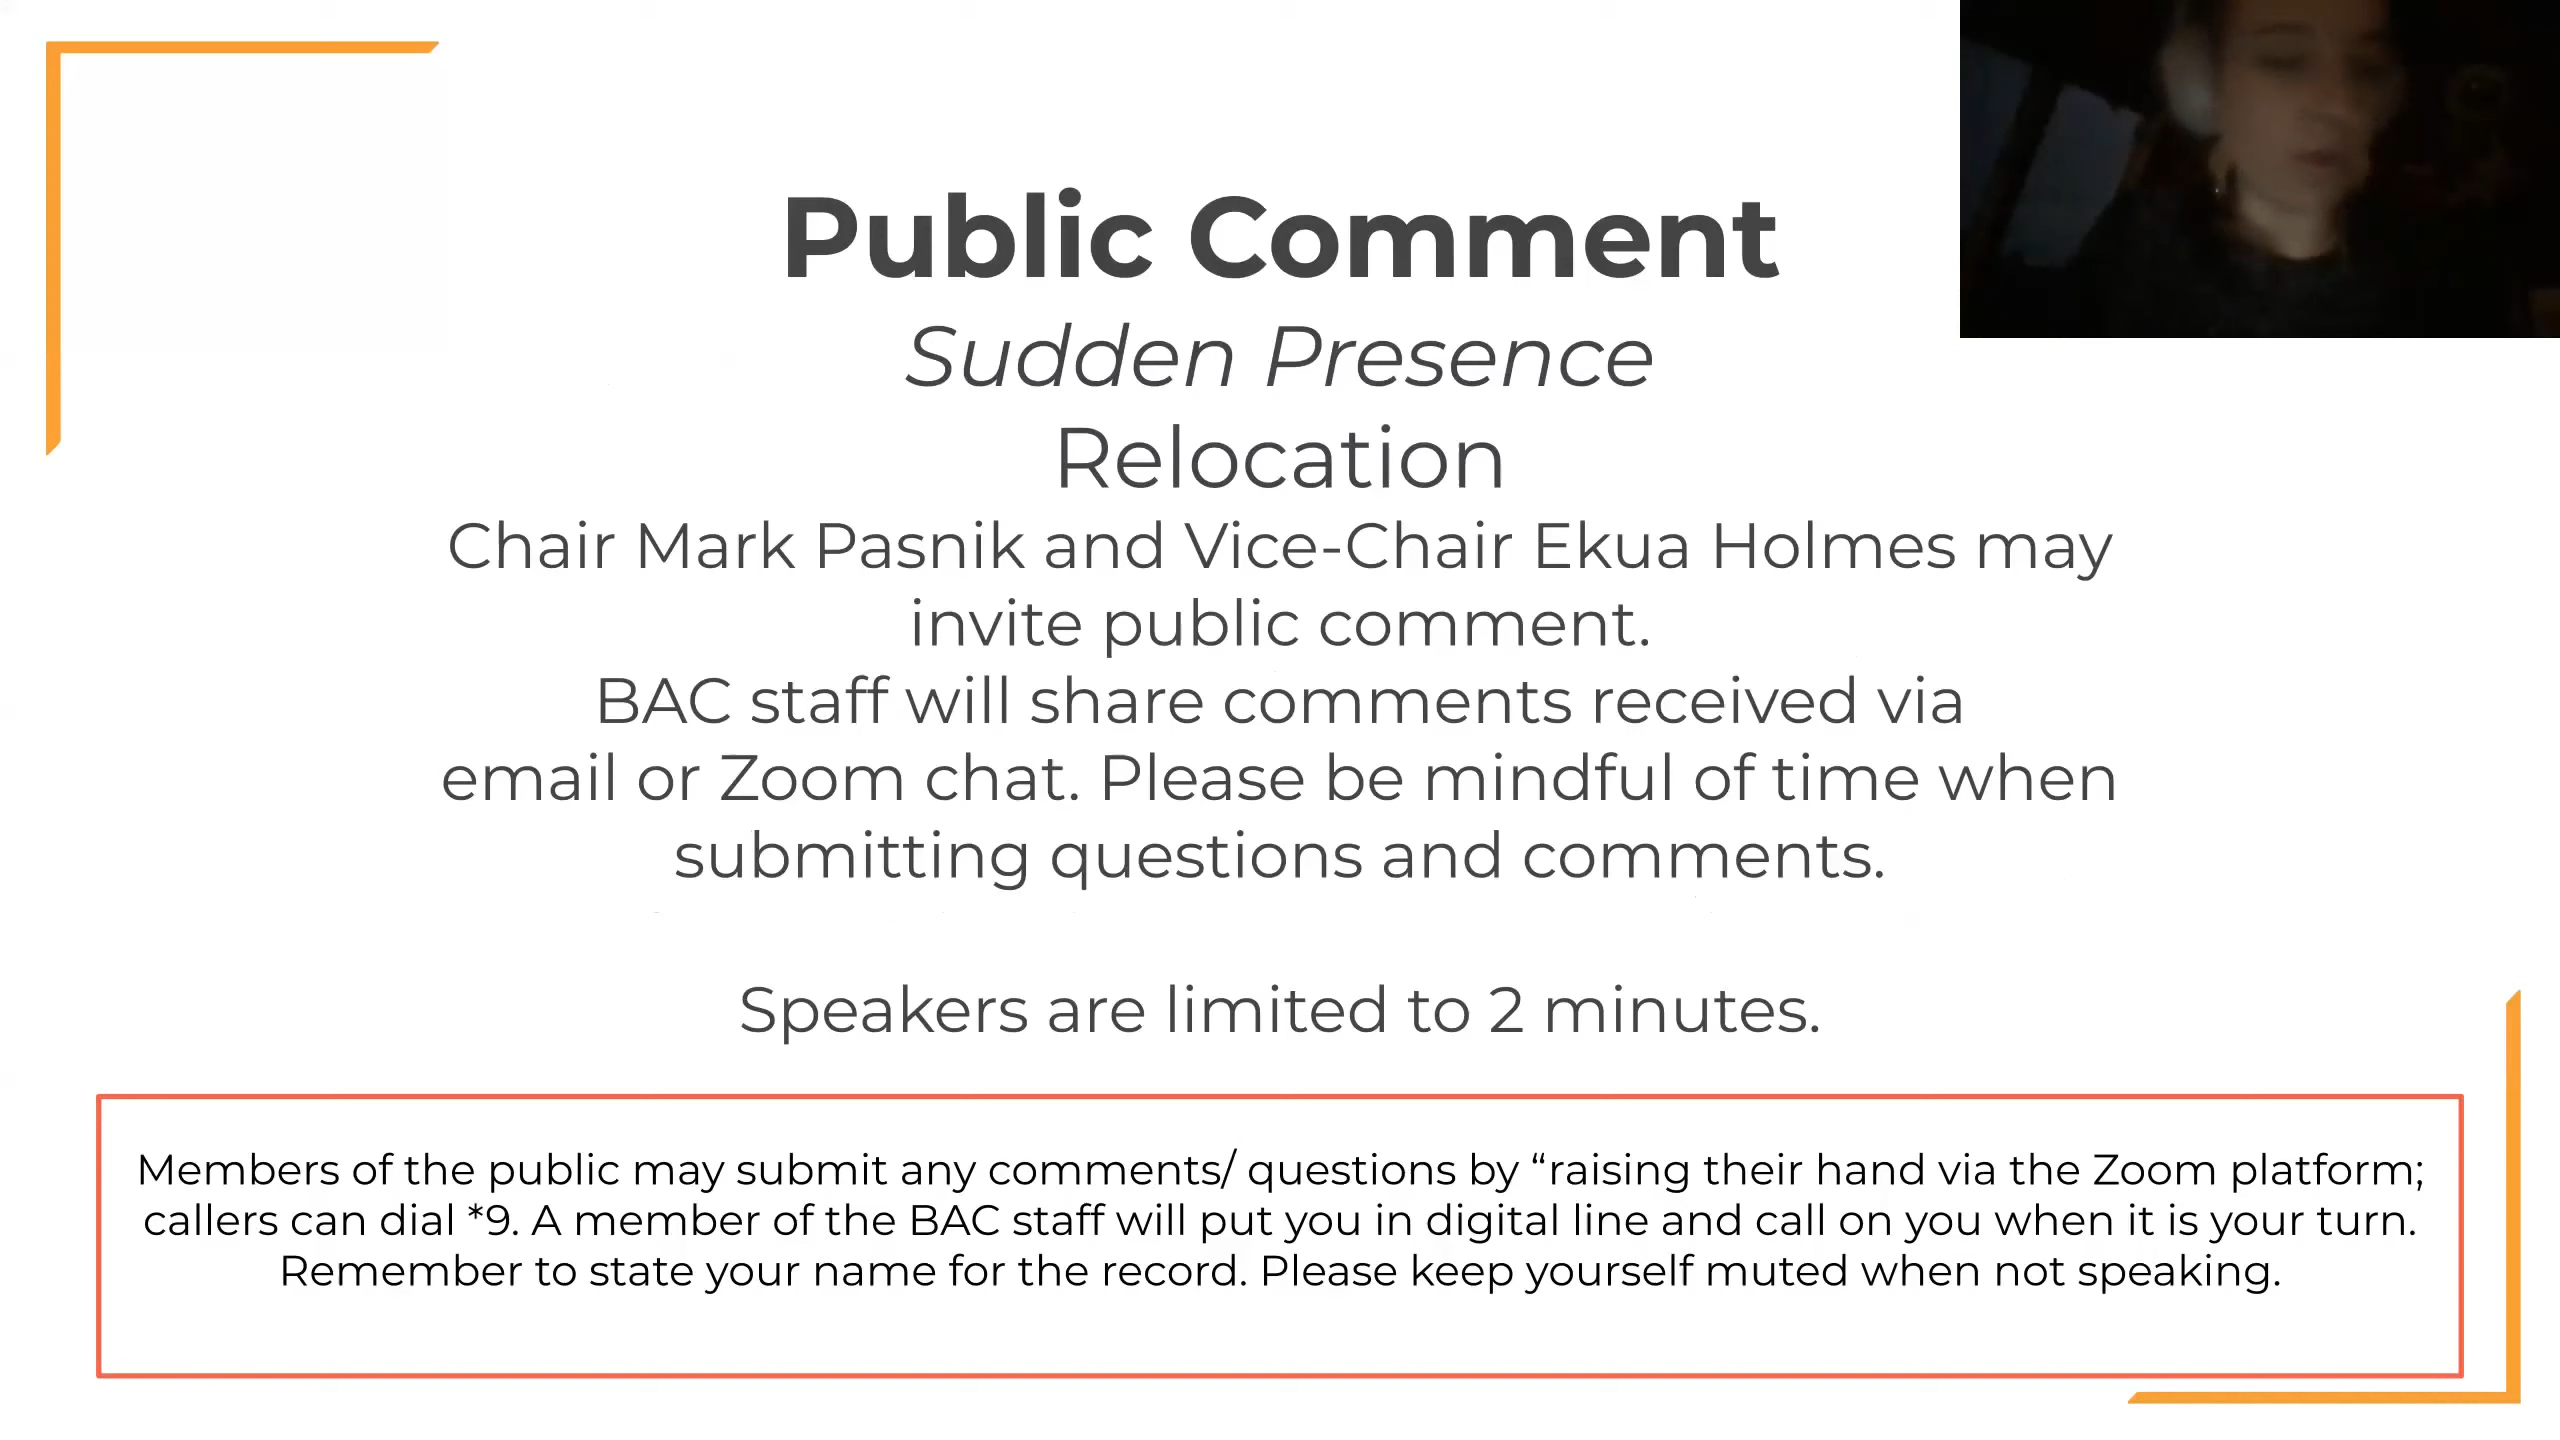 Public Comment
Sudden Presence
Relocation
Chair Mark Pasnik and Vice-Chair Ekua Holmes may
invite public comment.
BAC staff will share comments received via
email or Zoom chat. Please be mindful of time when
submitting questions and comments.
Speakers are limited to 2 minutes.
Members of the public may submit any comments/ questions by “raising their hand via the Zoom platform;
callers can dial *9. A member of the BAC staff will put you in digital line and call on you when it is your turn.
Remember to state your name for the record. Please keep yourself muted when not speaking.